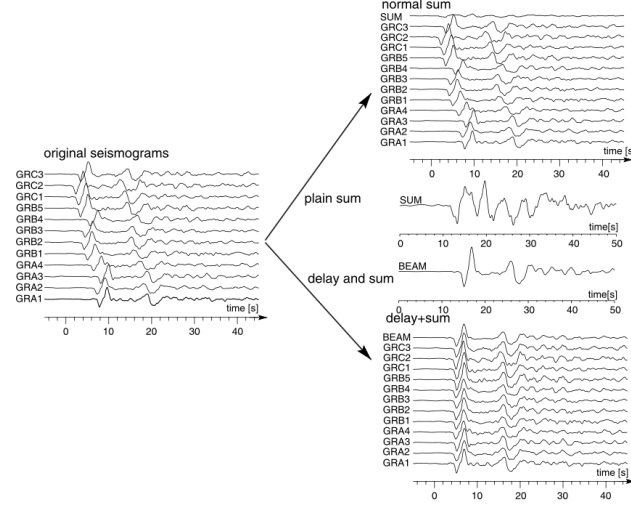 normal sum
SUM
GRC3
GRC2
GRC1
GRB5
GRB4
GRB3
GRB2
GRB1
GRA4
GRA3
GRA2
GRA1
time [s
0 10 20 30 40
original seismograms
GRC3
GRC2
GRC1
GRB5
GRB4
GRB3
GRB2
GRB1
GRA4
GRA3
GRA2
GRA1
time [s]
0 10 20 30 40
plain sum
delay and sum
SUM
time[s]
0 10 20 30 40 50
BEAM
time[s]
0 10 20 30 40 50
delay+sum
BEAM
GRC3
GRC2
GRC1
GRB5
GRB4
GRB3
GRB2
GRB1
GRA4
GRA3
GRA2
GRA1
time [s]
0 10 20 30 40